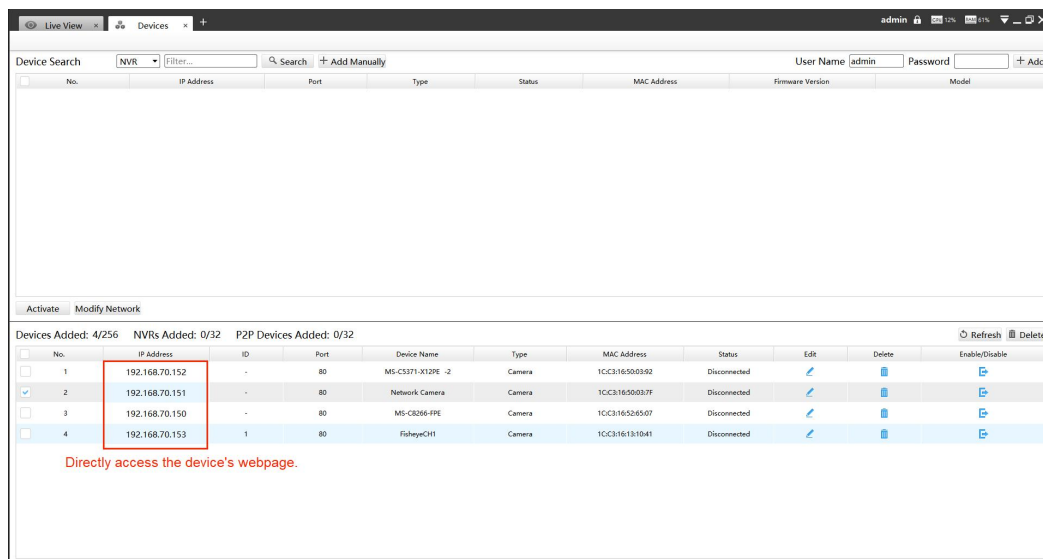 Live View × Devices × +
admin CPU 12% RAM 61%
Device Search NVR Filter... Search + Add Manually User Name admin Password + Add
No. IP Address Port Type Status MAC Address Firmware Version Model
Activate Modify Network
Devices Added: 4/256 NVRs Added: 0/32 P2P Devices Added: 0/32 Refresh Delete
No. IP Address ID Port Device Name Type MAC Address Status Edit Delete Enable/Disable
1 192.168.70.152 - 80 MS-C5371-X12PE -2 Camera 1C:C3:16:50:03:92 Disconnected
2 192.168.70.151 - 80 Network Camera Camera 1C:C3:16:50:03:7F Disconnected
3 192.168.70.150 - 80 MS-C8266-FPE Camera 1C:C3:16:52:65:07 Disconnected
4 192.168.70.153 1 80 FisheyeCH1 Camera 1C:C3:16:13:10:41 Disconnected
Directly access the device's webpage.